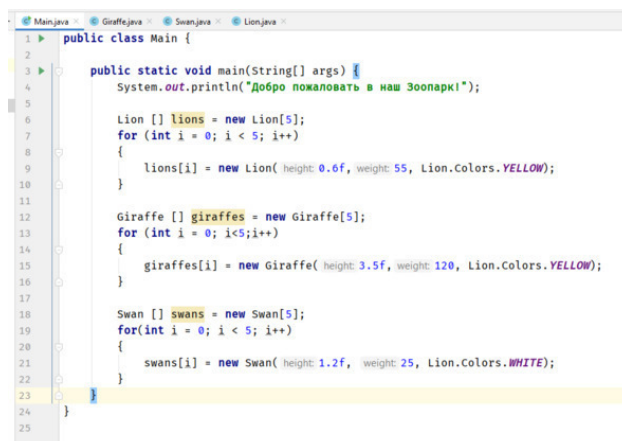 Main.java × Giraffe.java × Swan.java × Lion.java ×
1 public class Main {
2
3 public static void main(String[] args) {
4 System.out.println("Добро пожаловать в наш Зоопарк!");
5
6 Lion [] lions = new Lion[5];
7 for (int i = 0; i < 5; i++)
8 {
9 lions[i] = new Lion( height: 0.6f, weight: 55, Lion.Colors.YELLOW);
10 }
11
12 Giraffe [] giraffes = new Giraffe[5];
13 for (int i = 0; i<5;i++)
14 {
15 giraffes[i] = new Giraffe( height: 3.5f, weight: 120, Lion.Colors.YELLOW);
16 }
17
18 Swan [] swans = new Swan[5];
19 for(int i = 0; i < 5; i++)
20 {
21 swans[i] = new Swan( height: 1.2f, weight: 25, Lion.Colors.WHITE);
22 }
23 }
24 }
25